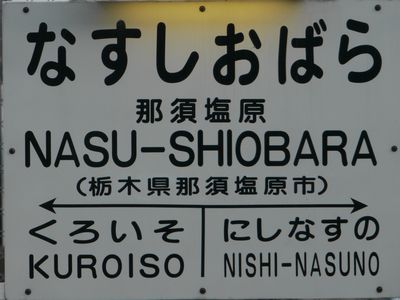 なすしおばら
那須塩原
NASU-SHIOBARA
(栃木県那須塩原市)
くろいそ にしなすの
KUROISO NISHI-NASUNO